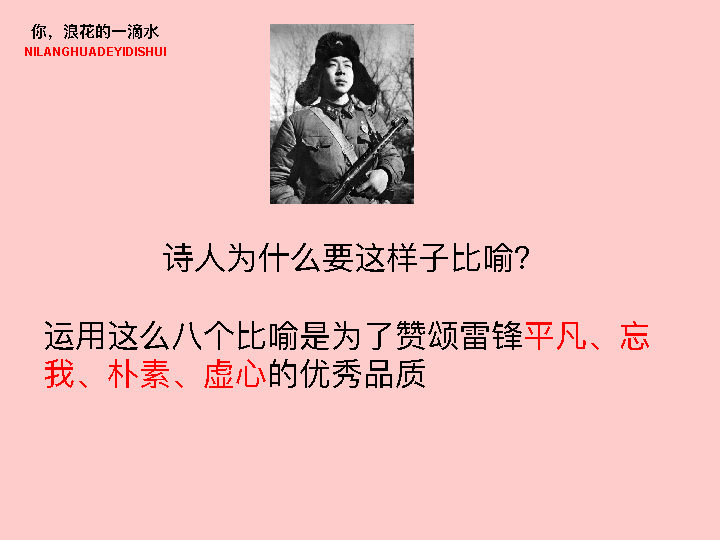 你，浪花的一滴水
NILANGHUADEYIDISHUI
诗人为什么要这样子比喻？
运用这么八个比喻是为了赞颂雷锋平凡、忘
我、朴素、虚心的优秀品质